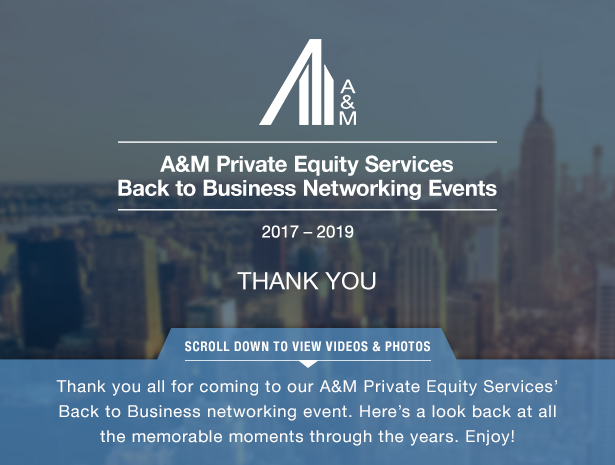 A
&
M
A&M Private Equity Services
Back to Business Networking Events
2017 – 2019
THANK YOU
SCROLL DOWN TO VIEW VIDEOS & PHOTOS
Thank you all for coming to our A&M Private Equity Services’
Back to Business networking event. Here’s a look back at all
the memorable moments through the years. Enjoy!